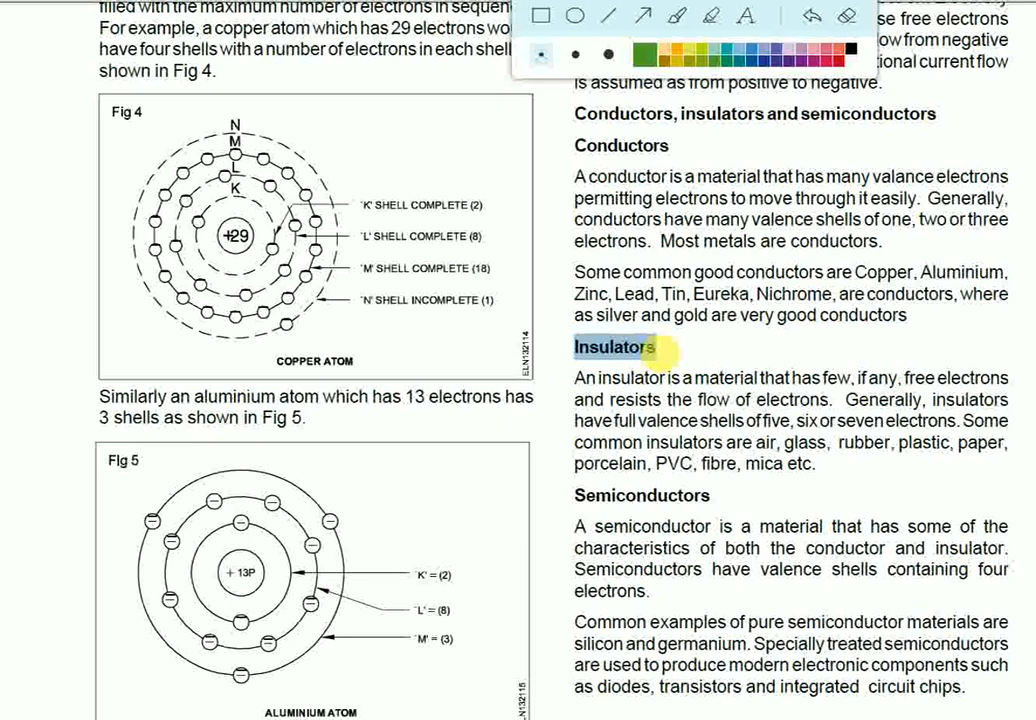 filled with the maximum number of electrons in sequen
For example, a copper atom which has 29 electrons wo
have four shells with a number of electrons in each shell
shown in Fig 4.
Fig 4
N
M
L
K
+29
'K' SHELL COMPLETE (2)
'L' SHELL COMPLETE (8)
'M' SHELL COMPLETE (18)
'N' SHELL INCOMPLETE (1)
COPPER ATOM
ELN132114
Similarly an aluminium atom which has 13 electrons has
3 shells as shown in Fig 5.
FIg 5
+ 13P
'K' = (2)
'L' = (8)
'M' = (3)
ALUMINIUM ATOM
ELN132115
A
se free electrons
ow from negative
tional current flow
is assumed as from positive to negative.
Conductors, insulators and semiconductors
Conductors
A conductor is a material that has many valance electrons
permitting electrons to move through it easily. Generally,
conductors have many valence shells of one, two or three
electrons. Most metals are conductors.
Some common good conductors are Copper, Aluminium,
Zinc, Lead, Tin, Eureka, Nichrome, are conductors, where
as silver and gold are very good conductors
Insulators
An insulator is a material that has few, if any, free electrons
and resists the flow of electrons. Generally, insulators
have full valence shells of five, six or seven electrons. Some
common insulators are air, glass, rubber, plastic, paper,
porcelain, PVC, fibre, mica etc.
Semiconductors
A semiconductor is a material that has some of the
characteristics of both the conductor and insulator.
Semiconductors have valence shells containing four
electrons.
Common examples of pure semiconductor materials are
silicon and germanium. Specially treated semiconductors
are used to produce modern electronic components such
as diodes, transistors and integrated circuit chips.